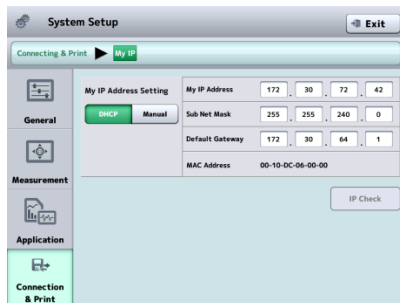 System Setup
Exit
Connecting & Print
My IP
General
Measurement
Application
Connection
& Print
My IP Address Setting
DHCP
Manual
My IP Address 172 . 30 . 72 . 42
Sub Net Mask 255 . 255 . 240 . 0
Default Gateway 172 . 30 . 64 . 1
MAC Address 00-10-DC-06-00-00
IP Check